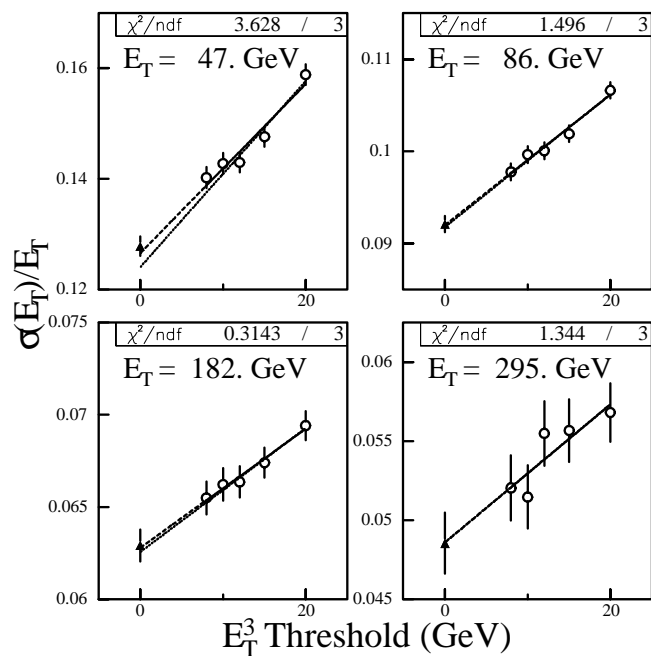 χ²/ndf 3.628 / 3
E_T = 47. GeV
0.16
0.14
0.12
0 20
χ²/ndf 1.496 / 3
E_T = 86. GeV
0.11
0.1
0.09
0 20
σ(E_T)/E_T
χ²/ndf 0.3143 / 3
E_T = 182. GeV
0.075
0.07
0.065
0.06
0 20
χ²/ndf 1.344 / 3
E_T = 295. GeV
0.06
0.055
0.05
0.045
0 20
E_T^3 Threshold (GeV)